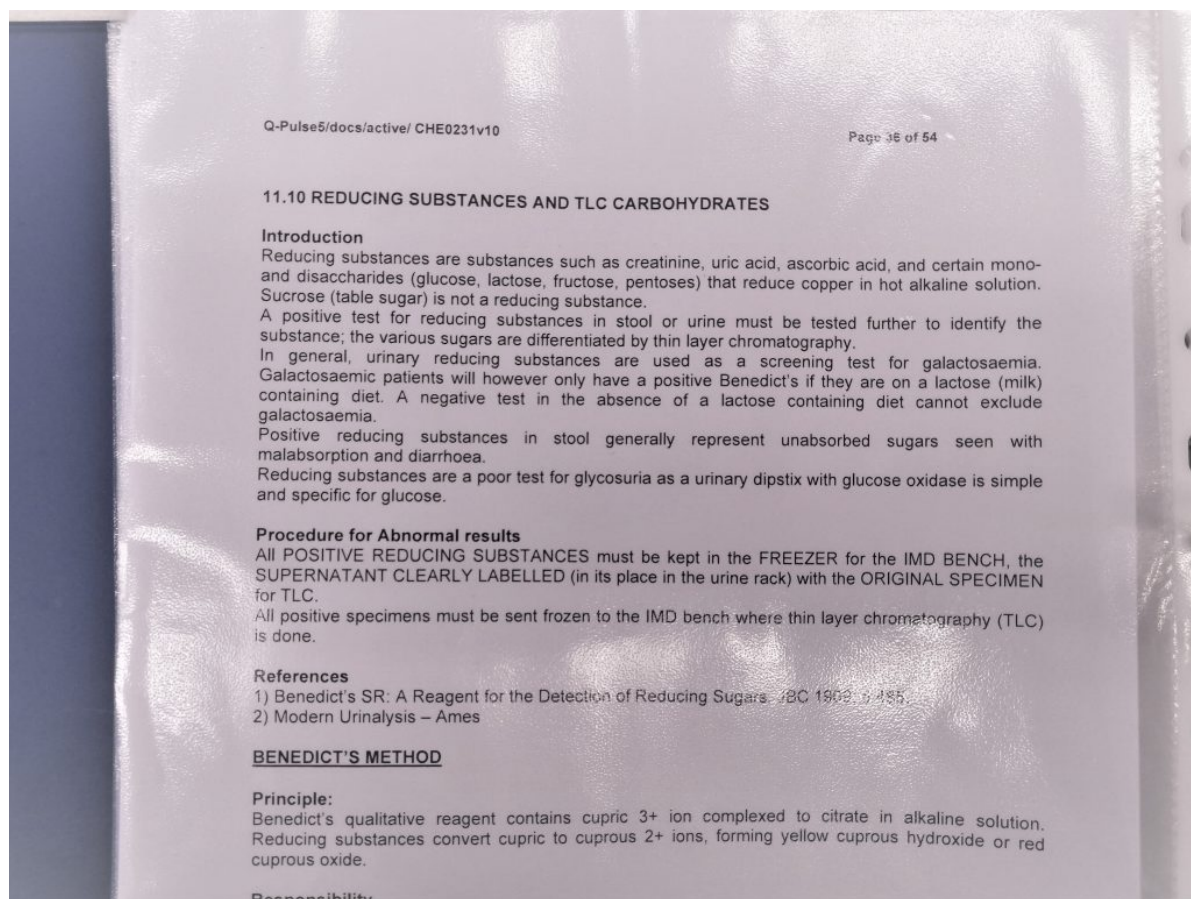 Q-Pulse5/docs/active/ CHE0231v10
Page 36 of 54
11.10 REDUCING SUBSTANCES AND TLC CARBOHYDRATES
Introduction
Reducing substances are substances such as creatinine, uric acid, ascorbic acid, and certain mono-
and disaccharides (glucose, lactose, fructose, pentoses) that reduce copper in hot alkaline solution.
Sucrose (table sugar) is not a reducing substance.
A positive test for reducing substances in stool or urine must be tested further to identify the
substance; the various sugars are differentiated by thin layer chromatography.
In general, urinary reducing substances are used as a screening test for galactosaemia.
Galactosaemic patients will however only have a positive Benedict's if they are on a lactose (milk)
containing diet. A negative test in the absence of a lactose containing diet cannot exclude
galactosaemia.
Positive reducing substances in stool generally represent unabsorbed sugars seen with
malabsorption and diarrhoea.
Reducing substances are a poor test for glycosuria as a urinary dipstix with glucose oxidase is simple
and specific for glucose.
Procedure for Abnormal results
All POSITIVE REDUCING SUBSTANCES must be kept in the FREEZER for the IMD BENCH, the
SUPERNATANT CLEARLY LABELLED (in its place in the urine rack) with the ORIGINAL SPECIMEN
for TLC.
All positive specimens must be sent frozen to the IMD bench where thin layer chromatography (TLC)
is done.
References
1) Benedict's SR: A Reagent for the Detection of Reducing Sugars. JBC
2) Modern Urinalysis – Ames
BENEDICT'S METHOD
Principle:
Benedict's qualitative reagent contains cupric 3+ ion complexed to citrate in alkaline solution.
Reducing substances convert cupric to cuprous 2+ ions, forming yellow cuprous hydroxide or red
cuprous oxide.
Responsibility